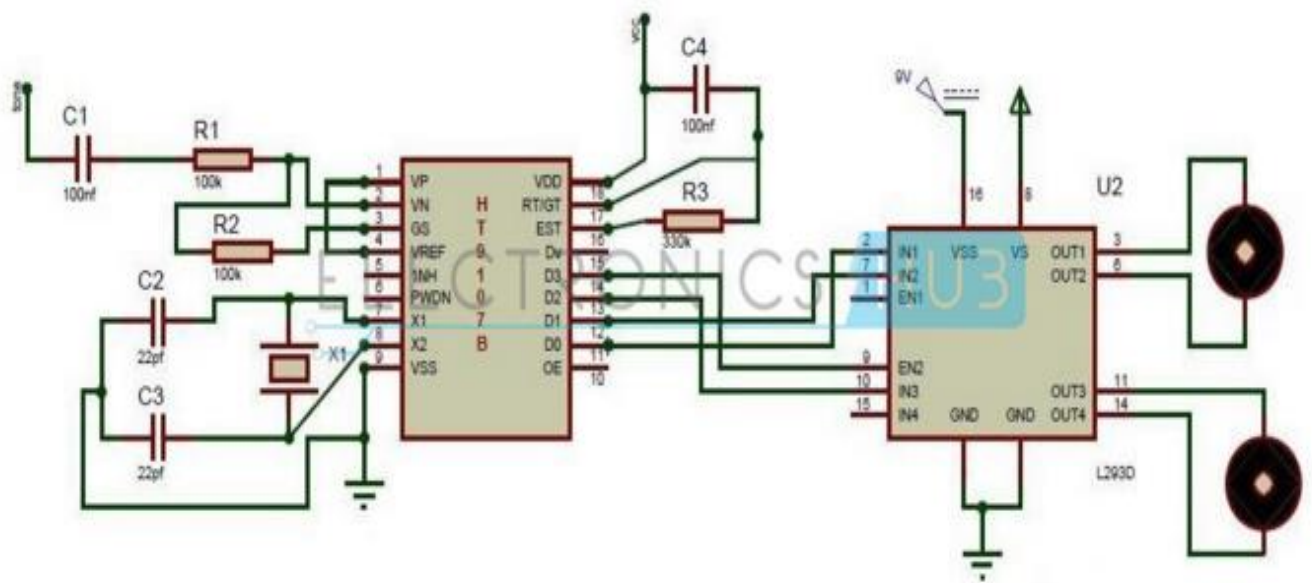 tone
C1
100nf
R1
100k
R2
100k
C2
22pf
C3
22pf
X1
VCC
C4
100nf
R3
330k
1 VP
2 VN
3 GS
4 VREF
5 INH
6 PWDN
7 X1
8 X2
9 VSS
H
T
9
1
0
7
B
VDD 18
RT/GT 17
EST 16
Dv 15
D3 14
D2 13
D1 12
D0 11
OE 10
ELECTRONICS HUB
9V
16
8
U2
2 IN1
7 IN2
1 EN1
9 EN2
10 IN3
15 IN4
VSS
VS
GND
GND
OUT1 3
OUT2 6
OUT3 11
OUT4 14
L293D